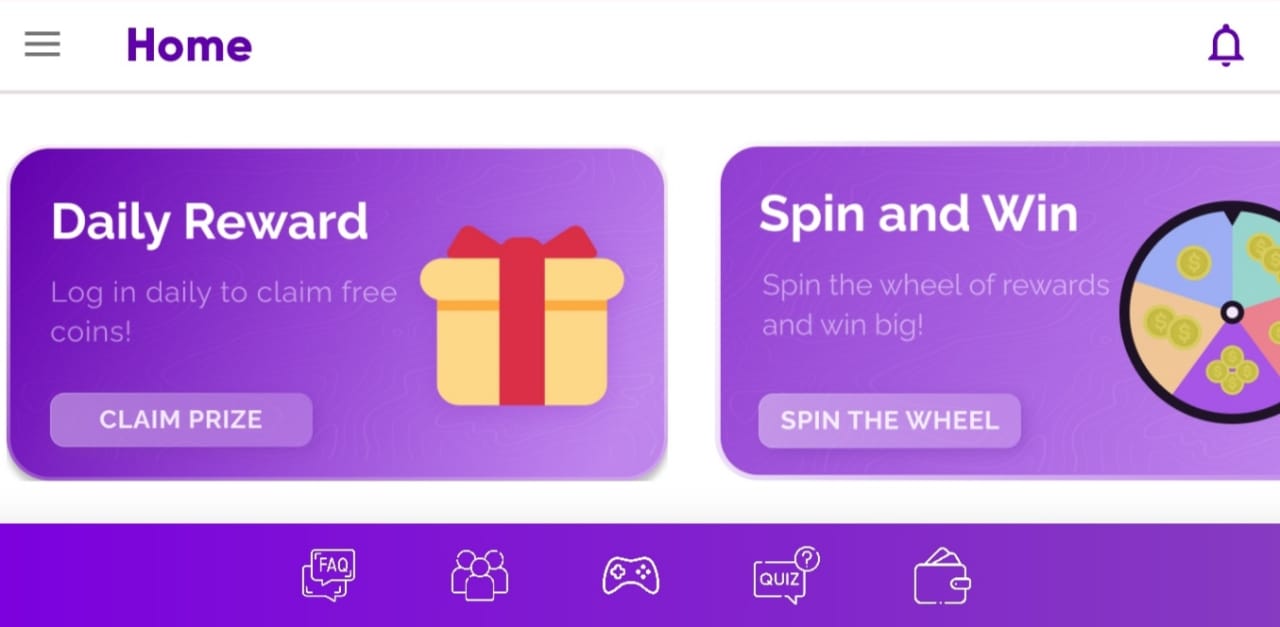 Home
Daily Reward
Log in daily to claim free
coins!
CLAIM PRIZE
Spin and Win
Spin the wheel of rewards
and win big!
SPIN THE WHEEL
FAQ
QUIZ
?